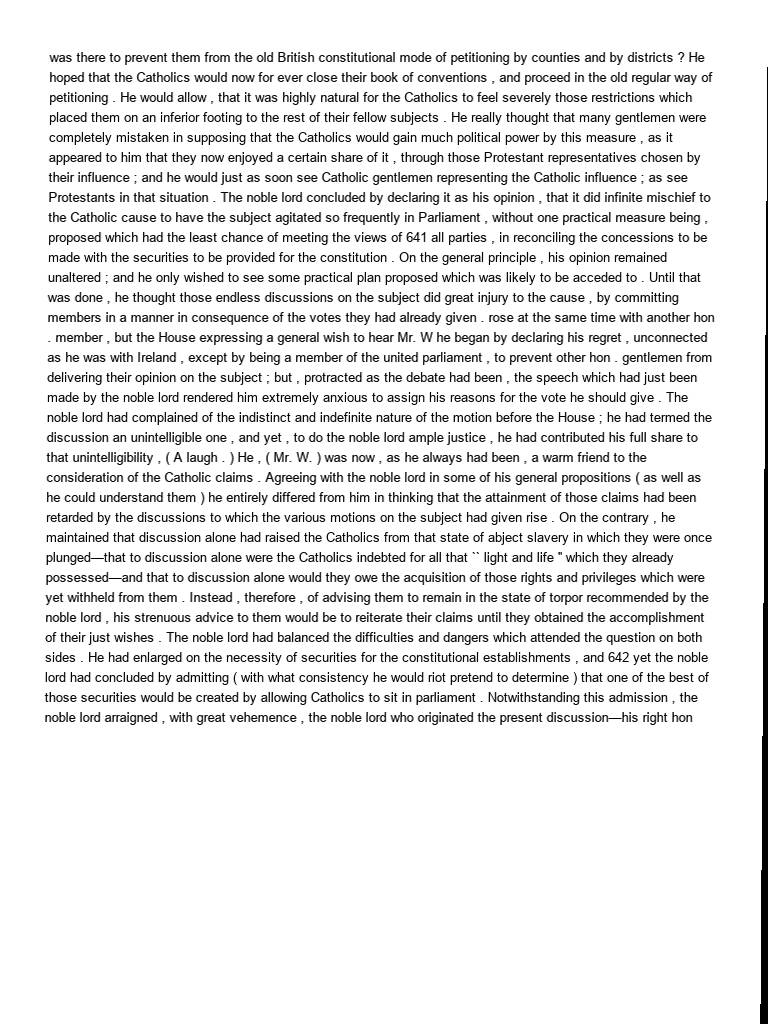 was there to prevent them from the old British constitutional mode of petitioning by counties and by districts ? He
hoped that the Catholics would now for ever close their book of conventions , and proceed in the old regular way of
petitioning . He would allow , that it was highly natural for the Catholics to feel severely those restrictions which
placed them on an inferior footing to the rest of their fellow subjects . He really thought that many gentlemen were
completely mistaken in supposing that the Catholics would gain much political power by this measure , as it
appeared to him that they now enjoyed a certain share of it , through those Protestant representatives chosen by
their influence ; and he would just as soon see Catholic gentlemen representing the Catholic influence ; as see
Protestants in that situation . The noble lord concluded by declaring it as his opinion , that it did infinite mischief to
the Catholic cause to have the subject agitated so frequently in Parliament , without one practical measure being ,
proposed which had the least chance of meeting the views of 641 all parties , in reconciling the concessions to be
made with the securities to be provided for the constitution . On the general principle , his opinion remained
unaltered ; and he only wished to see some practical plan proposed which was likely to be acceded to . Until that
was done , he thought those endless discussions on the subject did great injury to the cause , by committing
members in a manner in consequence of the votes they had already given . rose at the same time with another hon
. member , but the House expressing a general wish to hear Mr. W he began by declaring his regret , unconnected
as he was with Ireland , except by being a member of the united parliament , to prevent other hon . gentlemen from
delivering their opinion on the subject ; but , protracted as the debate had been , the speech which had just been
made by the noble lord rendered him extremely anxious to assign his reasons for the vote he should give . The
noble lord had complained of the indistinct and indefinite nature of the motion before the House ; he had termed the
discussion an unintelligible one , and yet , to do the noble lord ample justice , he had contributed his full share to
that unintelligibility , ( A laugh . ) He , ( Mr. W. ) was now , as he always had been , a warm friend to the
consideration of the Catholic claims . Agreeing with the noble lord in some of his general propositions ( as well as
he could understand them ) he entirely differed from him in thinking that the attainment of those claims had been
retarded by the discussions to which the various motions on the subject had given rise . On the contrary , he
maintained that discussion alone had raised the Catholics from that state of abject slavery in which they were once
plunged—that to discussion alone were the Catholics indebted for all that `` light and life '' which they already
possessed—and that to discussion alone would they owe the acquisition of those rights and privileges which were
yet withheld from them . Instead , therefore , of advising them to remain in the state of torpor recommended by the
noble lord , his strenuous advice to them would be to reiterate their claims until they obtained the accomplishment
of their just wishes . The noble lord had balanced the difficulties and dangers which attended the question on both
sides . He had enlarged on the necessity of securities for the constitutional establishments , and 642 yet the noble
lord had concluded by admitting ( with what consistency he would riot pretend to determine ) that one of the best of
those securities would be created by allowing Catholics to sit in parliament . Notwithstanding this admission , the
noble lord arraigned , with great vehemence , the noble lord who originated the present discussion—his right hon